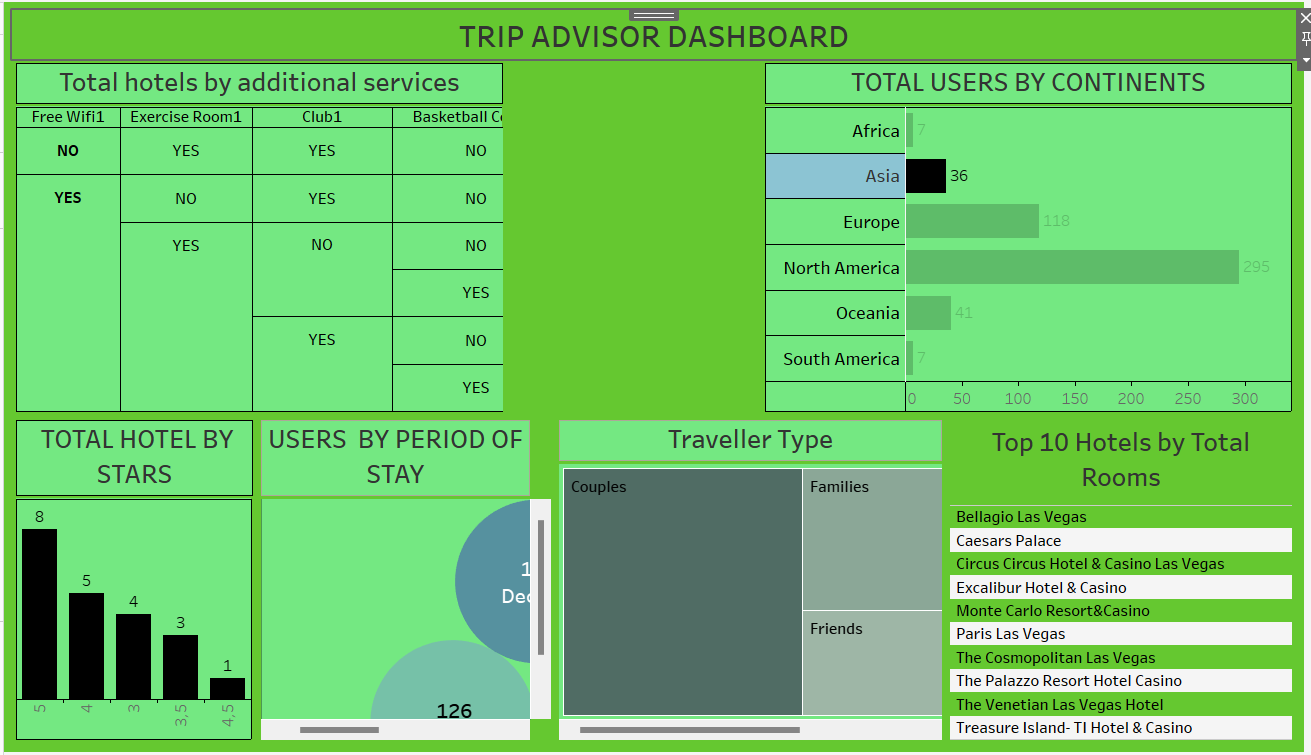 TRIP ADVISOR DASHBOARD
Total hotels by additional services
Free Wifi1 Exercise Room1 Club1 Basketball
NO YES YES NO
YES NO YES NO
YES NO NO
YES
YES NO
YES
TOTAL USERS BY CONTINENTS
Africa 7
Asia 36
Europe 118
North America 295
Oceania 41
South America 7
0 50 100 150 200 250 300
TOTAL HOTEL BY
STARS
8
5
4
3
1
5 4 3 3,5 4,5
USERS BY PERIOD OF
STAY
126
Traveller Type
Couples
Families
Friends
Top 10 Hotels by Total
Rooms
Bellagio Las Vegas
Caesars Palace
Circus Circus Hotel & Casino Las Vegas
Excalibur Hotel & Casino
Monte Carlo Resort&Casino
Paris Las Vegas
The Cosmopolitan Las Vegas
The Palazzo Resort Hotel Casino
The Venetian Las Vegas Hotel
Treasure Island- TI Hotel & Casino